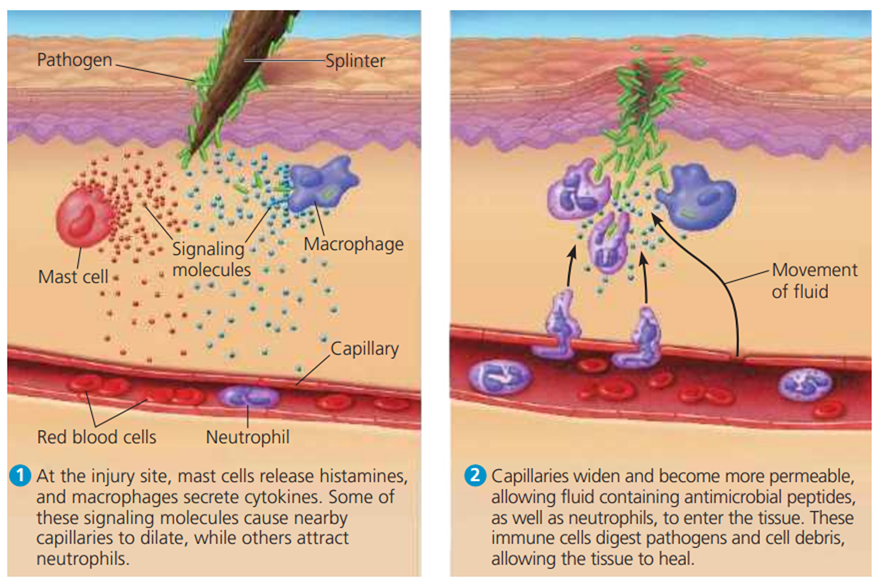 Pathogen
Splinter
Signaling
molecules
Macrophage
Mast cell
Capillary
Red blood cells
Neutrophil
1 At the injury site, mast cells release histamines,
and macrophages secrete cytokines. Some of
these signaling molecules cause nearby
capillaries to dilate, while others attract
neutrophils.
Movement
of fluid
2 Capillaries widen and become more permeable,
allowing fluid containing antimicrobial peptides,
as well as neutrophils, to enter the tissue. These
immune cells digest pathogens and cell debris,
allowing the tissue to heal.